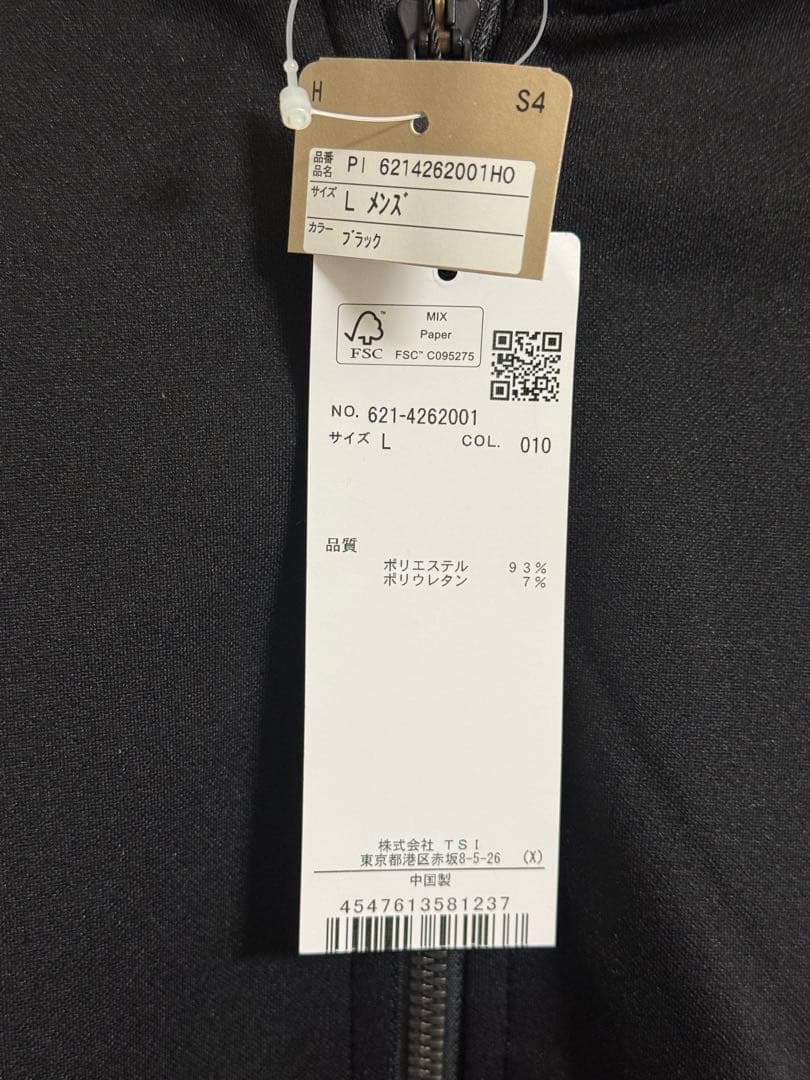 H
S4
品番
品名 PI 6214262001HO
サイズ L メンズ
カラー ブラック
MIX
Paper
FSC™ C095275
FSC
NO. 621-4262001
サイズ L COL. 010
品質
ポリエステル 93%
ポリウレタン 7%
株式会社 TSI
東京都港区赤坂8-5-26 (X)
中国製
4547613581237